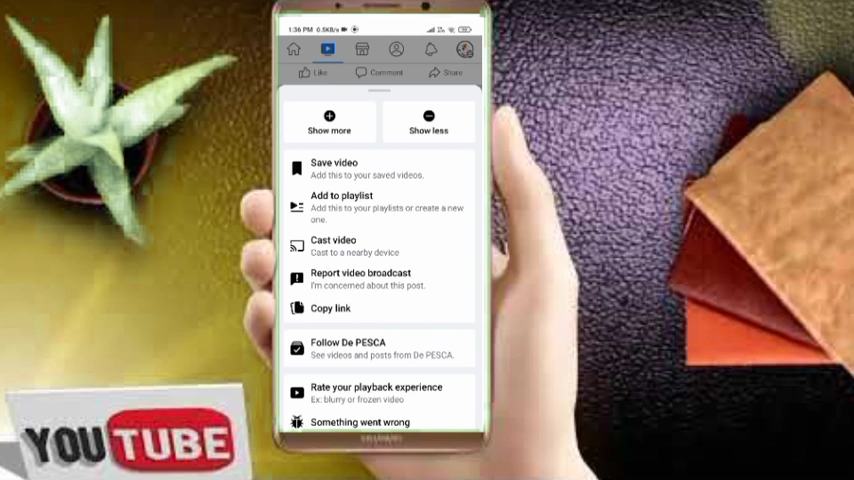 1:36 PM 0.5KB/s
Like Comment Share
Show more Show less
Save video
Add this to your saved videos.
Add to playlist
Add this to your playlists or create a new
one.
Cast video
Cast to a nearby device
Report video broadcast
I'm concerned about this post.
Copy link
Follow De PESCA
See videos and posts from De PESCA.
Rate your playback experience
Ex: blurry or frozen video
Something went wrong
YOUTUBE